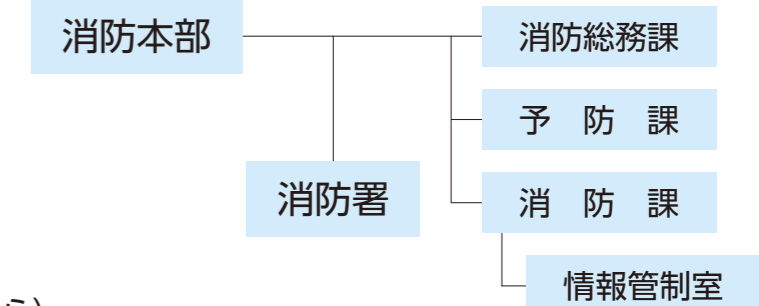 消防本部
消防総務課
予　防　課
消防署
消　防　課
情報管制室